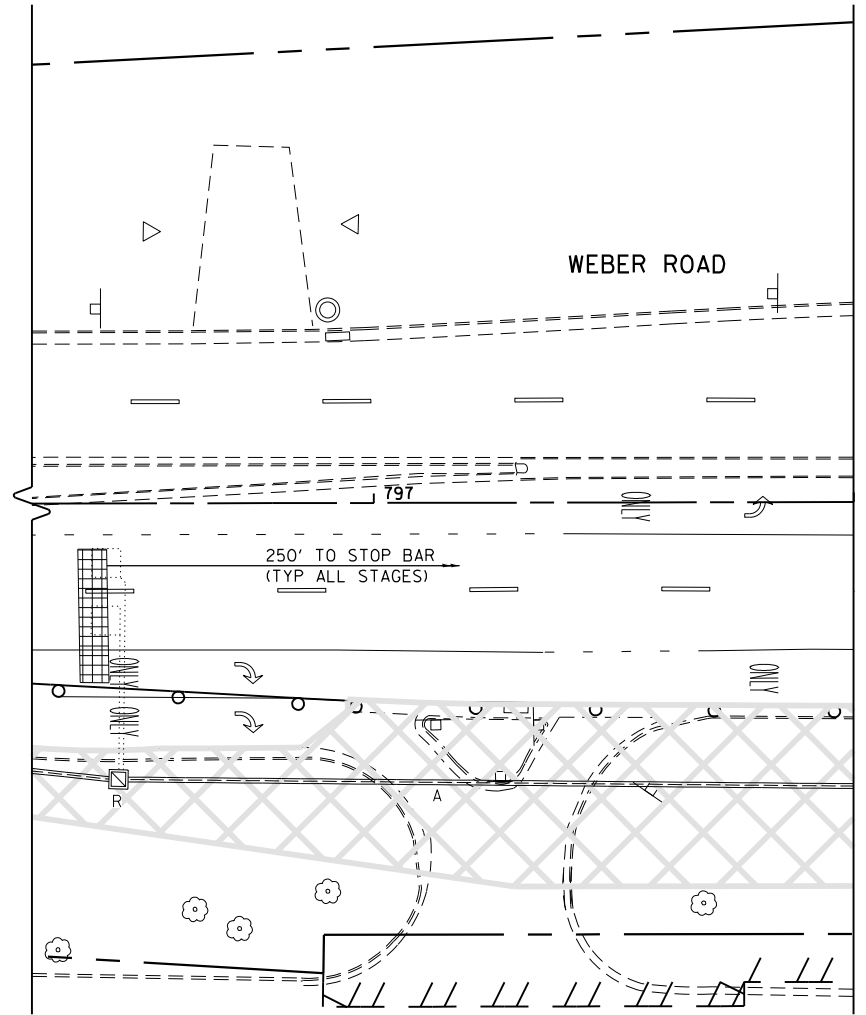 WEBER ROAD
797
ONLY
250' TO STOP BAR
(TYP ALL STAGES)
ONLY
ONLY
ONLY
R
A